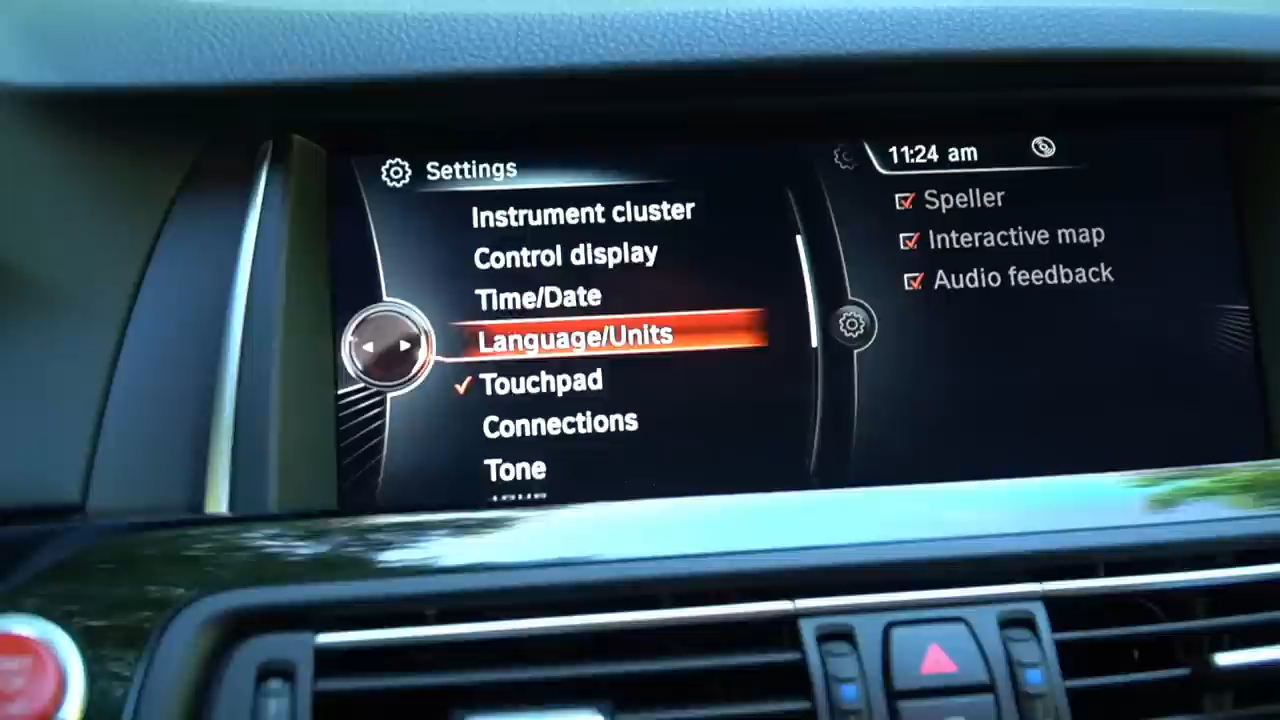 Settings
Instrument cluster
Control display
Time/Date
Language/Units
Touchpad
Connections
Tone
11:24 am
Speller
Interactive map
Audio feedback